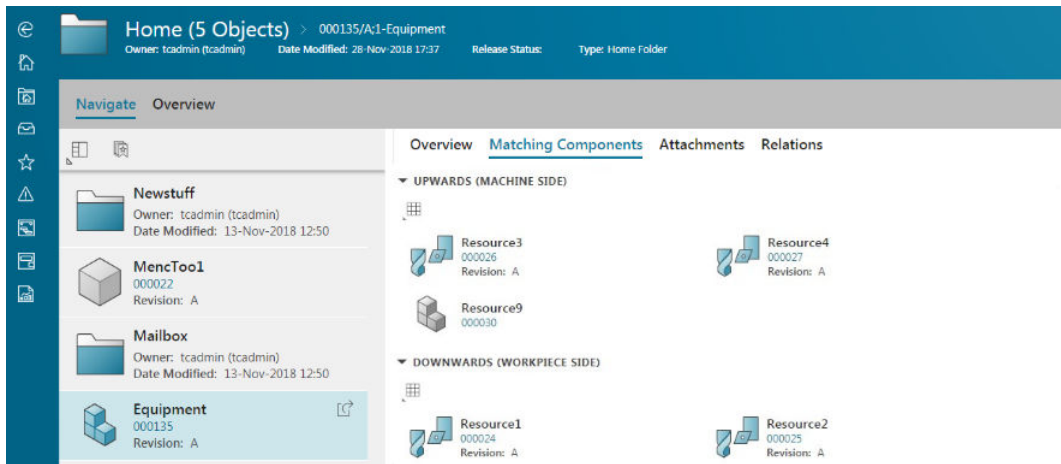 Home (5 Objects) > 000135/A;1-Equipment
Owner: tcadmin (tcadmin) Date Modified: 28-Nov-2018 17:37 Release Status: Type: Home Folder
Navigate Overview
Newstuff
Owner: tcadmin (tcadmin)
Date Modified: 13-Nov-2018 12:50
MencToo1
000022
Revision: A
Mailbox
Owner: tcadmin (tcadmin)
Date Modified: 13-Nov-2018 12:50
Equipment
000135
Revision: A
Overview Matching Components Attachments Relations
UPWARDS (MACHINE SIDE)
Resource3
000026
Revision: A
Resource4
000027
Revision: A
Resource9
000030
DOWNWARDS (WORKPIECE SIDE)
Resource1
000024
Revision: A
Resource2
000025
Revision: A